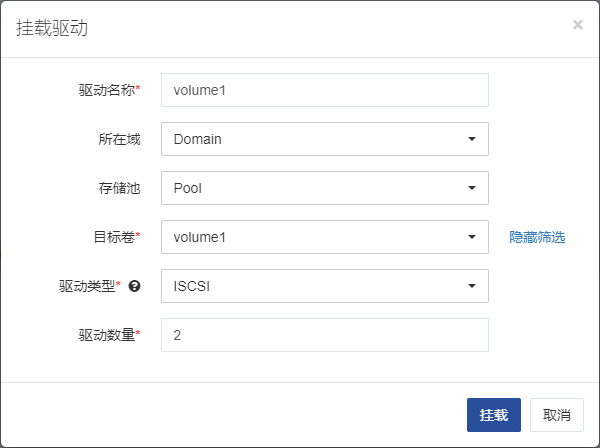 挂载驱动 ×
驱动名称* volume1
所在域 Domain
存储池 Pool
目标卷* volume1 隐藏筛选
驱动类型* ? ISCSI
驱动数量* 2
挂载 取消